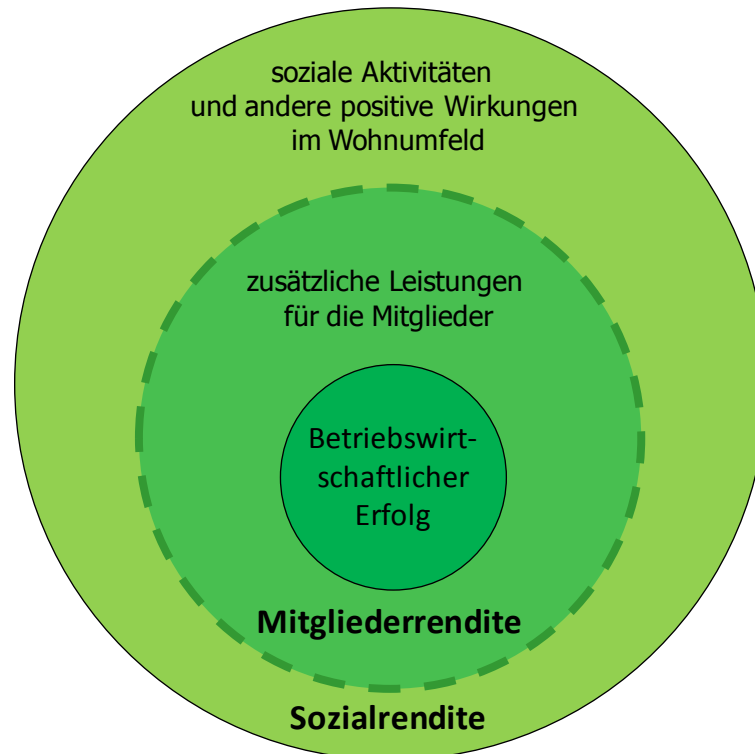 soziale Aktivitäten
und andere positive Wirkungen
im Wohnumfeld
zusätzliche Leistungen
für die Mitglieder
Betriebswirt-
schaftlicher
Erfolg
Mitgliederrendite
Sozialrendite